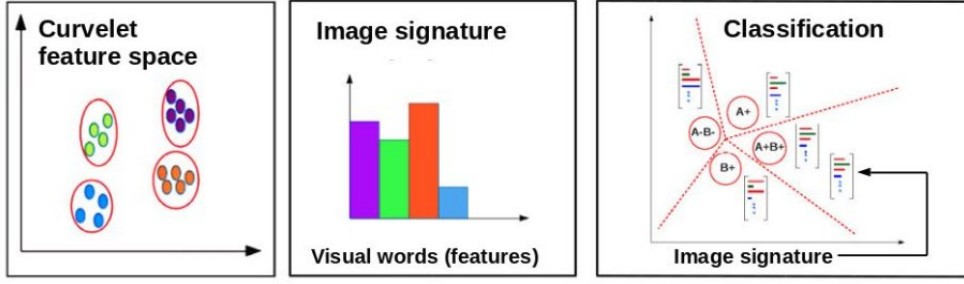 Curvelet
feature space
Image signature
Visual words (features)
Classification
A+
A-B-
A+B+
B+
Image signature